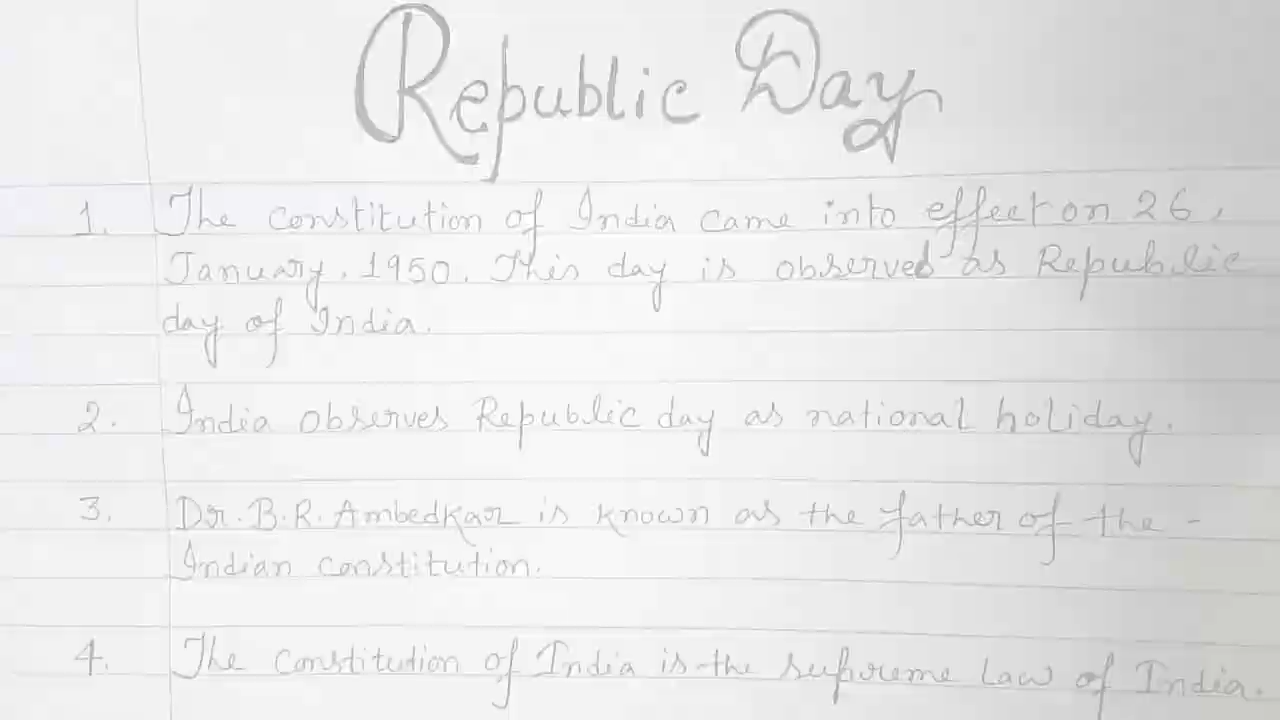 Republic Day
1. The constitution of India came into effect on 26,
January, 1950. This day is observed as Republic
day of India.
2. India observes Republic day as national holiday.
3. Dr. B. R. Ambedkar is known as the father of the -
Indian constitution.
4. The constitution of India is the supreme law of India.